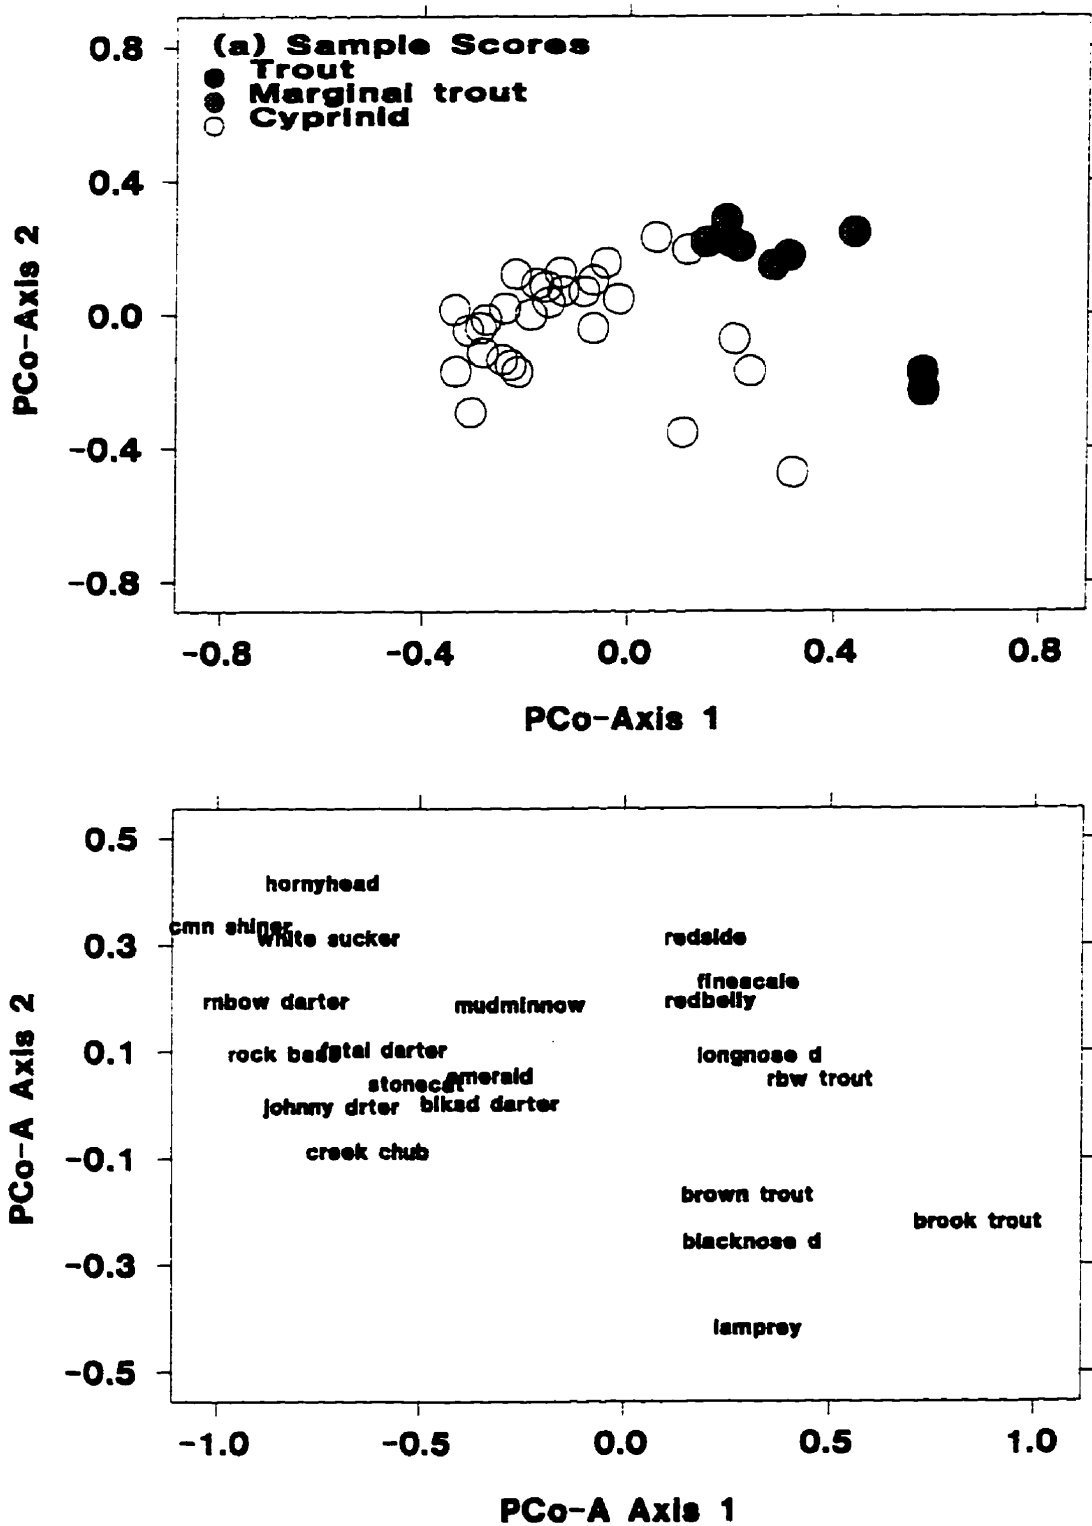 (a) Sample Scores
Trout
Marginal trout
Cyprinid
0.8
0.4
0.0
-0.4
-0.8
PCo-Axis 2
-0.8 -0.4 0.0 0.4 0.8
PCo-Axis 1
0.5
0.3
0.1
-0.1
-0.3
-0.5
PCo-A Axis 2
hornyhead
cmn shiner
white sucker
redside
finescale
rnbow darter
mudminnow
redbelly
rock bass
fntal darter
longnose d
stonecat
emerald
rbw trout
johnny drter
blksd darter
creek chub
brown trout
brook trout
blacknose d
lamprey
-1.0 -0.5 0.0 0.5 1.0
PCo-A Axis 1